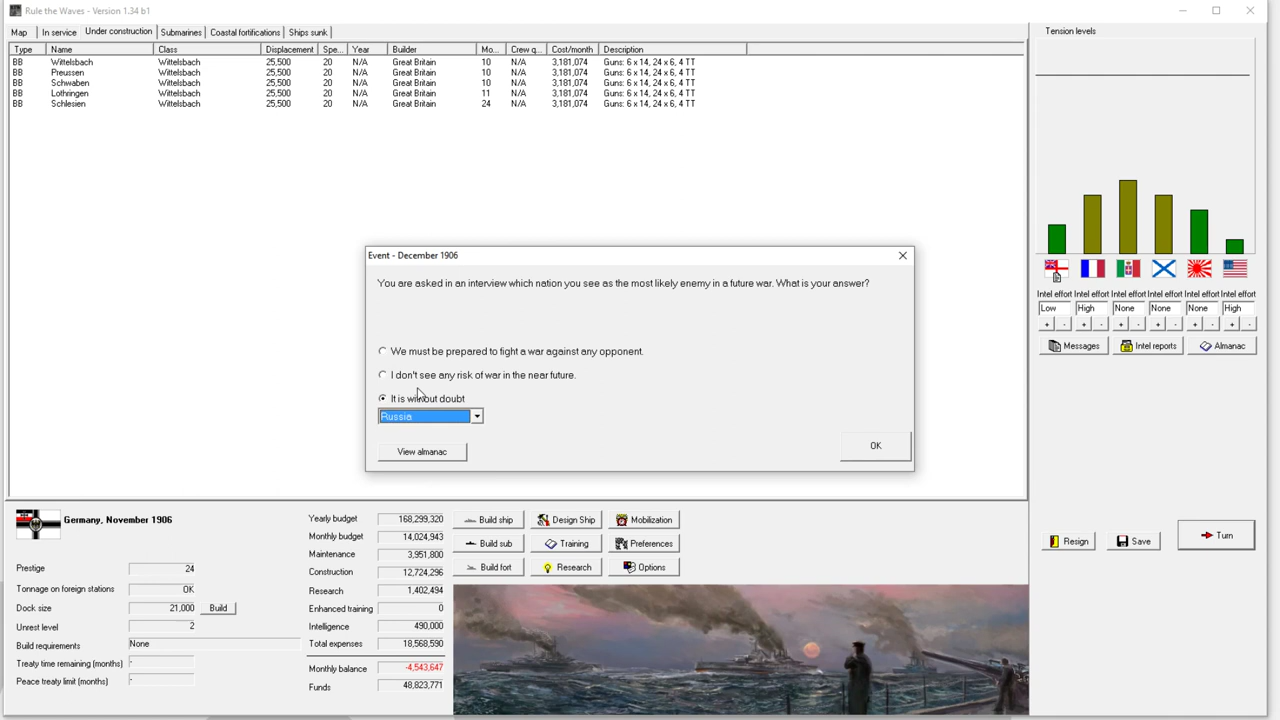 Rule the Waves - Version 1.34 b1
Map In service Under construction Submarines Coastal fortifications Ships sunk
Type Name Class Displacement Spe... Year Builder Mo... Crew q... Cost/month Description
BB Wittelsbach Wittelsbach 25,500 20 N/A Great Britain 10 N/A 3,181,074 Guns: 6 x 14, 24 x 6, 4 TT
BB Preussen Wittelsbach 25,500 20 N/A Great Britain 10 N/A 3,181,074 Guns: 6 x 14, 24 x 6, 4 TT
BB Schwaben Wittelsbach 25,500 20 N/A Great Britain 10 N/A 3,181,074 Guns: 6 x 14, 24 x 6, 4 TT
BB Lothringen Wittelsbach 25,500 20 N/A Great Britain 11 N/A 3,181,074 Guns: 6 x 14, 24 x 6, 4 TT
BB Schlesien Wittelsbach 25,500 20 N/A Great Britain 24 N/A 3,181,074 Guns: 6 x 14, 24 x 6, 4 TT
Tension levels
Intel effort Intel effort Intel effort Intel effort Intel effort Intel effort
Low High None None None High
+ - + - + - + - + - + -
Messages Intel reports Almanac
Event - December 1906
You are asked in an interview which nation you see as the most likely enemy in a future war. What is your answer?
We must be prepared to fight a war against any opponent.
I don't see any risk of war in the near future.
It is without doubt
Russia
View almanac OK
Germany, November 1906
Prestige 24
Tonnage on foreign stations OK
Dock size 21,000 Build
Unrest level 2
Build requirements None
Treaty time remaining (months) -
Peace treaty limit (months) -
Yearly budget 168,299,320
Monthly budget 14,024,943
Maintenance 3,951,800
Construction 12,724,296
Research 1,402,494
Enhanced training 0
Intelligence 490,000
Total expenses 18,568,590
Monthly balance -4,543,647
Funds 48,823,771
Build ship Design Ship Mobilization
Build sub Training Preferences
Build fort Research Options
Resign Save Turn